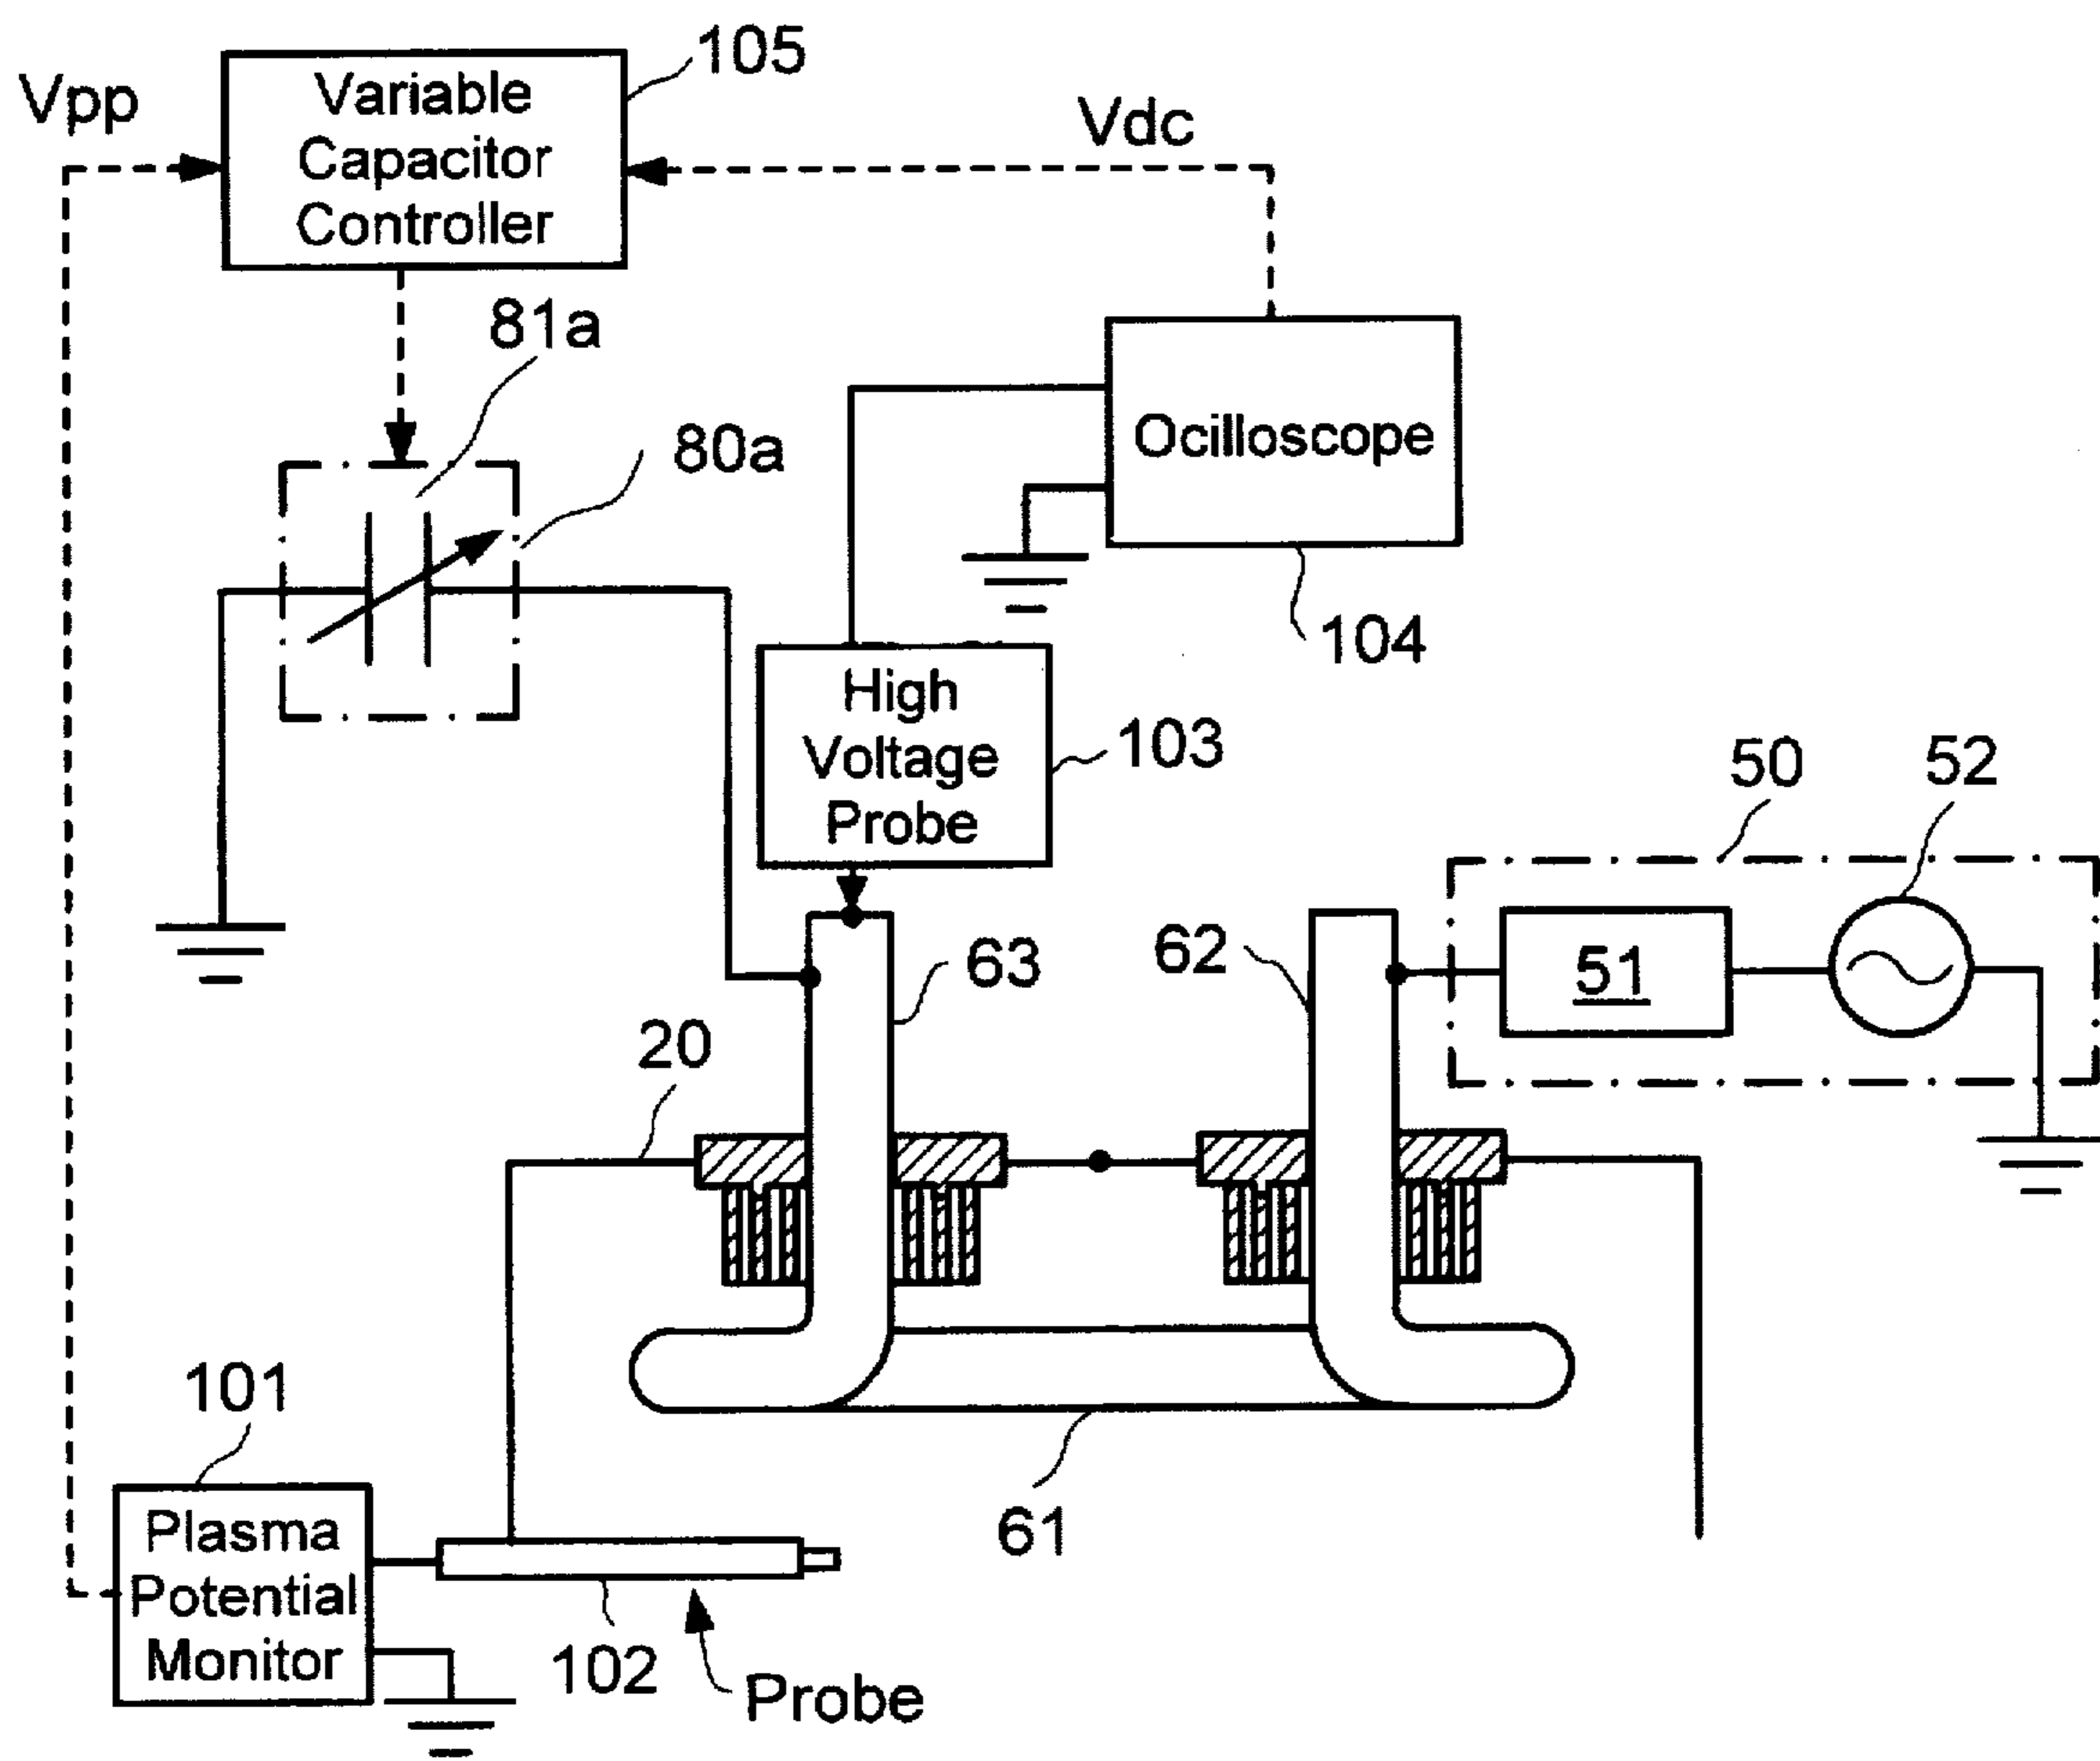 105
Vpp
Variable
Capacitor
Controller
Vdc
81a
80a
Ocilloscope
104
High
Voltage
Probe
103
50
52
51
63
62
20
101
61
Plasma
Potential
Monitor
102
Probe